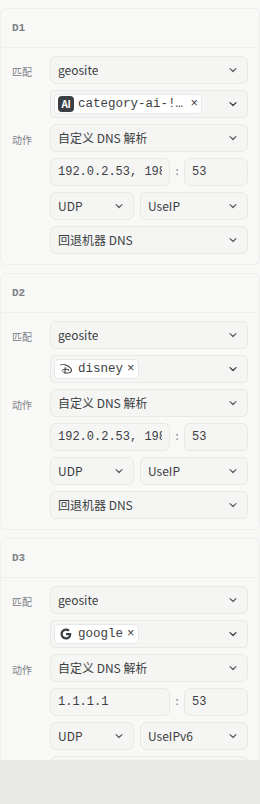 D1
匹配
geosite
AI category-ai-!… ×
动作
自定义 DNS 解析
192.0.2.53, 198 : 53
UDP UseIP
回退机器 DNS
D2
匹配
geosite
disney ×
动作
自定义 DNS 解析
192.0.2.53, 198 : 53
UDP UseIP
回退机器 DNS
D3
匹配
geosite
G google ×
动作
自定义 DNS 解析
1.1.1.1 : 53
UDP UseIPv6